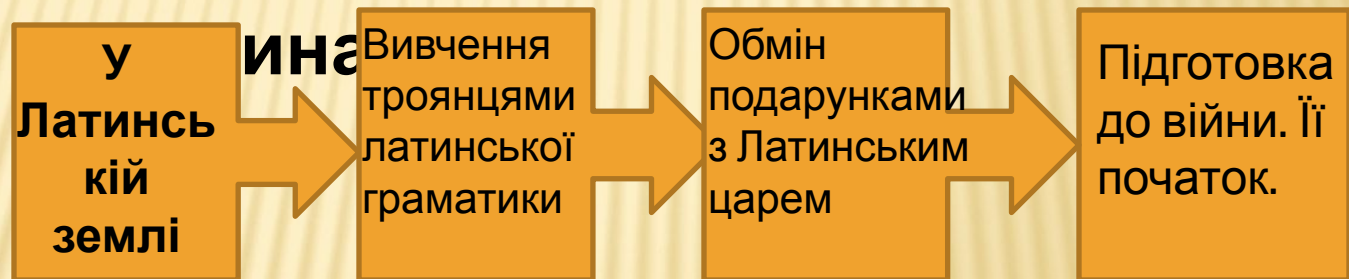 У
Латинсь
кій
землі
Вивчення
троянцями
латинської
граматики
Обмін
подарунками
з Латинським
царем
Підготовка
до війни. Її
початок.